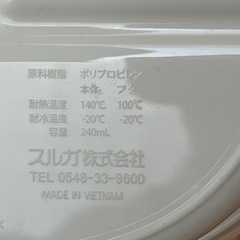 原料樹脂 ポリプロピレン
本体 フタ
耐熱温度 140℃ 100℃
耐冷温度 -20℃ -20℃
容量 240mL
スルガ株式会社
TEL 0548-33-9600
MADE IN VIETNAM